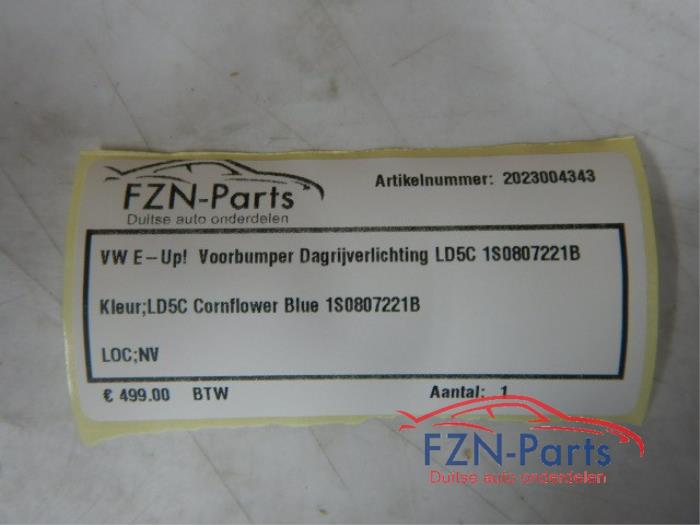 FZN-Parts
Duitse auto onderdelen
Artikelnummer: 2023004343
VW E-Up! Voorbumper Dagrijverlichting LD5C 1S0807221B
Kleur;LD5C Cornflower Blue 1S0807221B
LOC;NV
€ 499.00 BTW Aantal: 1
FZN-Parts
Duitse auto onderdelen